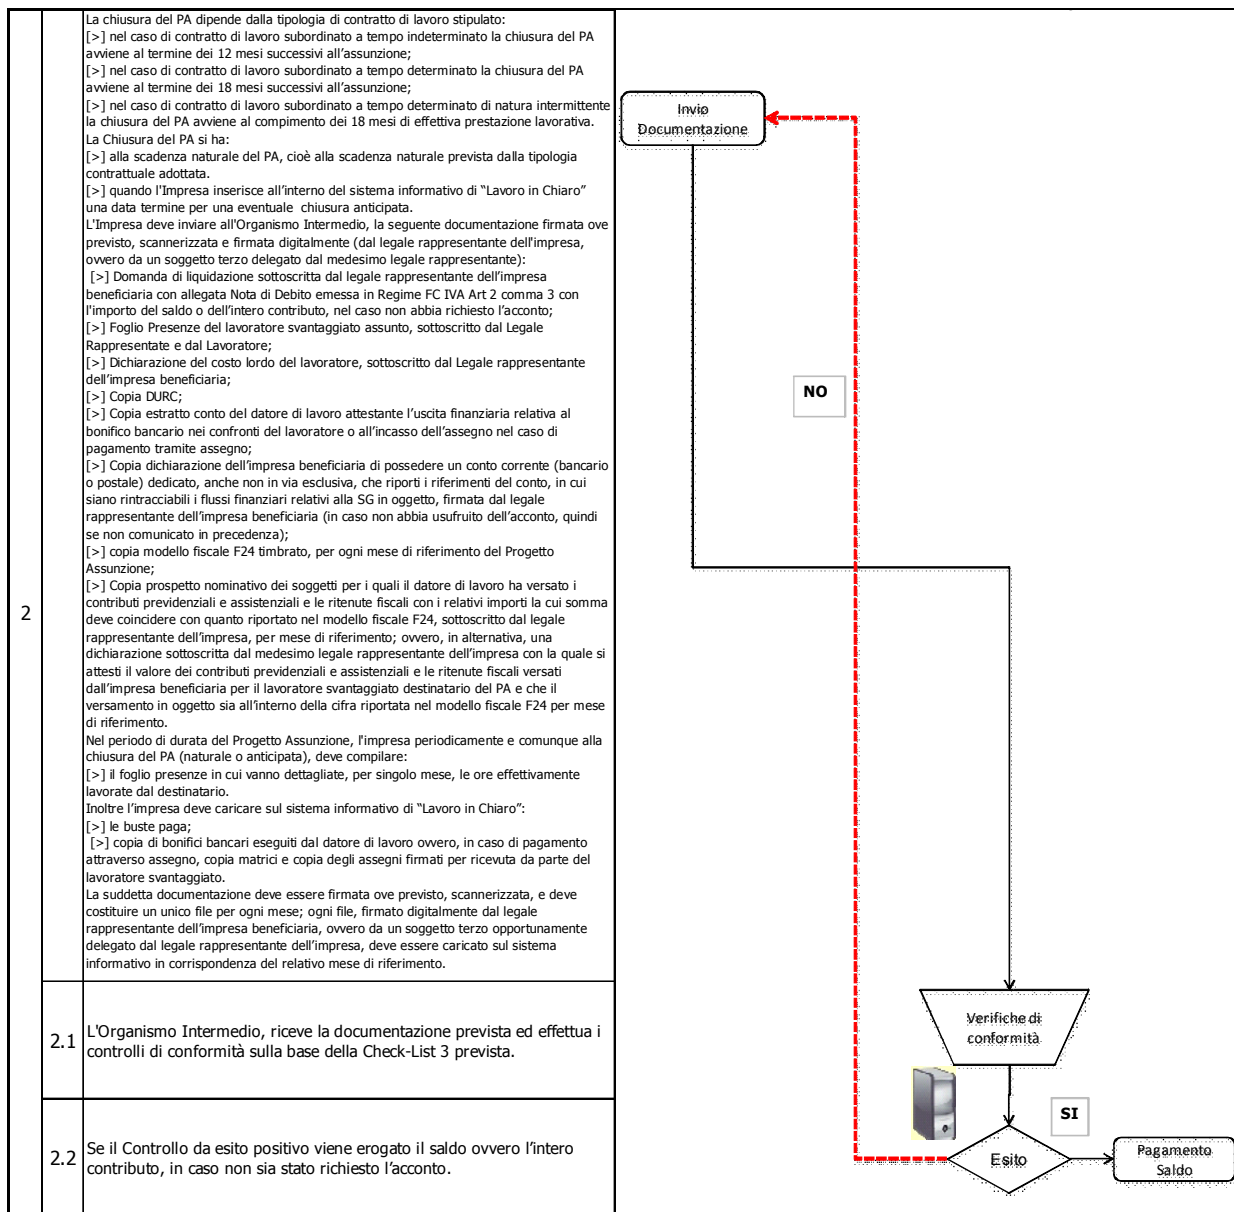 La chiusura del PA dipende dalla tipologia di contratto di lavoro stipulato:
[>] nel caso di contratto di lavoro subordinato a tempo indeterminato la chiusura del PA
avviene al termine dei 12 mesi successivi all'assunzione;
[>] nel caso di contratto di lavoro subordinato a tempo determinato la chiusura del PA
avviene al termine dei 18 mesi successivi all'assunzione;
[>] nel caso di contratto di lavoro subordinato a tempo determinato di natura intermittente
la chiusura del PA avviene al compimento dei 18 mesi di effettiva prestazione lavorativa.
La Chiusura del PA si ha:
[>] alla scadenza naturale del PA, cioè alla scadenza naturale prevista dalla tipologia
contrattuale adottata.
[>] quando l'Impresa inserisce all'interno del sistema informativo di "Lavoro in Chiaro"
una data termine per una eventuale chiusura anticipata.
L'Impresa deve inviare all'Organismo Intermedio, la seguente documentazione firmata ove
previsto, scannerizzata e firmata digitalmente (dal legale rappresentante dell'impresa,
ovvero da un soggetto terzo delegato dal medesimo legale rappresentante):
[>] Domanda di liquidazione sottoscritta dal legale rappresentante dell'impresa
beneficiaria con allegata Nota di Debito emessa in Regime FC IVA Art 2 comma 3 con
l'importo del saldo o dell'intero contributo, nel caso non abbia richiesto l'acconto;
[>] Foglio Presenze del lavoratore svantaggiato assunto, sottoscritto dal Legale
Rappresentate e dal Lavoratore;
[>] Dichiarazione del costo lordo del lavoratore, sottoscritto dal Legale rappresentante
dell'impresa beneficiaria;
[>] Copia DURC;
[>] Copia estratto conto del datore di lavoro attestante l'uscita finanziaria relativa al
bonifico bancario nei confronti del lavoratore o all'incasso dell'assegno nel caso di
pagamento tramite assegno;
[>] Copia dichiarazione dell'impresa beneficiaria di possedere un conto corrente (bancario
o postale) dedicato, anche non in via esclusiva, che riporti i riferimenti del conto, in cui
siano rintracciabili i flussi finanziari relativi alla SG in oggetto, firmata dal legale
rappresentante dell'impresa beneficiaria (in caso non abbia usufruito dell'acconto, quindi
se non comunicato in precedenza);
[>] copia modello fiscale F24 timbrato, per ogni mese di riferimento del Progetto
Assunzione;
[>] Copia prospetto nominativo dei soggetti per i quali il datore di lavoro ha versato i
contributi previdenziali e assistenziali e le ritenute fiscali con i relativi importi la cui somma
deve coincidere con quanto riportato nel modello fiscale F24, sottoscritto dal legale
rappresentante dell'impresa, per mese di riferimento; ovvero, in alternativa, una
dichiarazione sottoscritta dal medesimo legale rappresentante dell'impresa con la quale si
attesti il valore dei contributi previdenziali e assistenziali e le ritenute fiscali versati
dall'impresa beneficiaria per il lavoratore svantaggiato destinatario del PA e che il
versamento in oggetto sia all'interno della cifra riportata nel modello fiscale F24 per mese
di riferimento.
Nel periodo di durata del Progetto Assunzione, l'impresa periodicamente e comunque alla
chiusura del PA (naturale o anticipata), deve compilare:
[>] il foglio presenze in cui vanno dettagliate, per singolo mese, le ore effettivamente
lavorate dal destinatario.
Inoltre l'impresa deve caricare sul sistema informativo di "Lavoro in Chiaro":
[>] le buste paga;
[>] copia di bonifici bancari eseguiti dal datore di lavoro ovvero, in caso di pagamento
attraverso assegno, copia matrici e copia degli assegni firmati per ricevuta da parte del
lavoratore svantaggiato.
La suddetta documentazione deve essere firmata ove previsto, scannerizzata, e deve
costituire un unico file per ogni mese; ogni file, firmato digitalmente dal legale
rappresentante dell'impresa beneficiaria, ovvero da un soggetto terzo opportunamente
delegato dal legale rappresentante dell'impresa, deve essere caricato sul sistema
informativo in corrispondenza del relativo mese di riferimento.
2
Invio
Documentazione
NO
2.1
L'Organismo Intermedio, riceve la documentazione prevista ed effettua i
controlli di conformità sulla base della Check-List 3 prevista.
Verifiche di
conformità
2.2
Se il Controllo da esito positivo viene erogato il saldo ovvero l'intero
contributo, in caso non sia stato richiesto l'acconto.
SI
Esito
Pagamento
Saldo